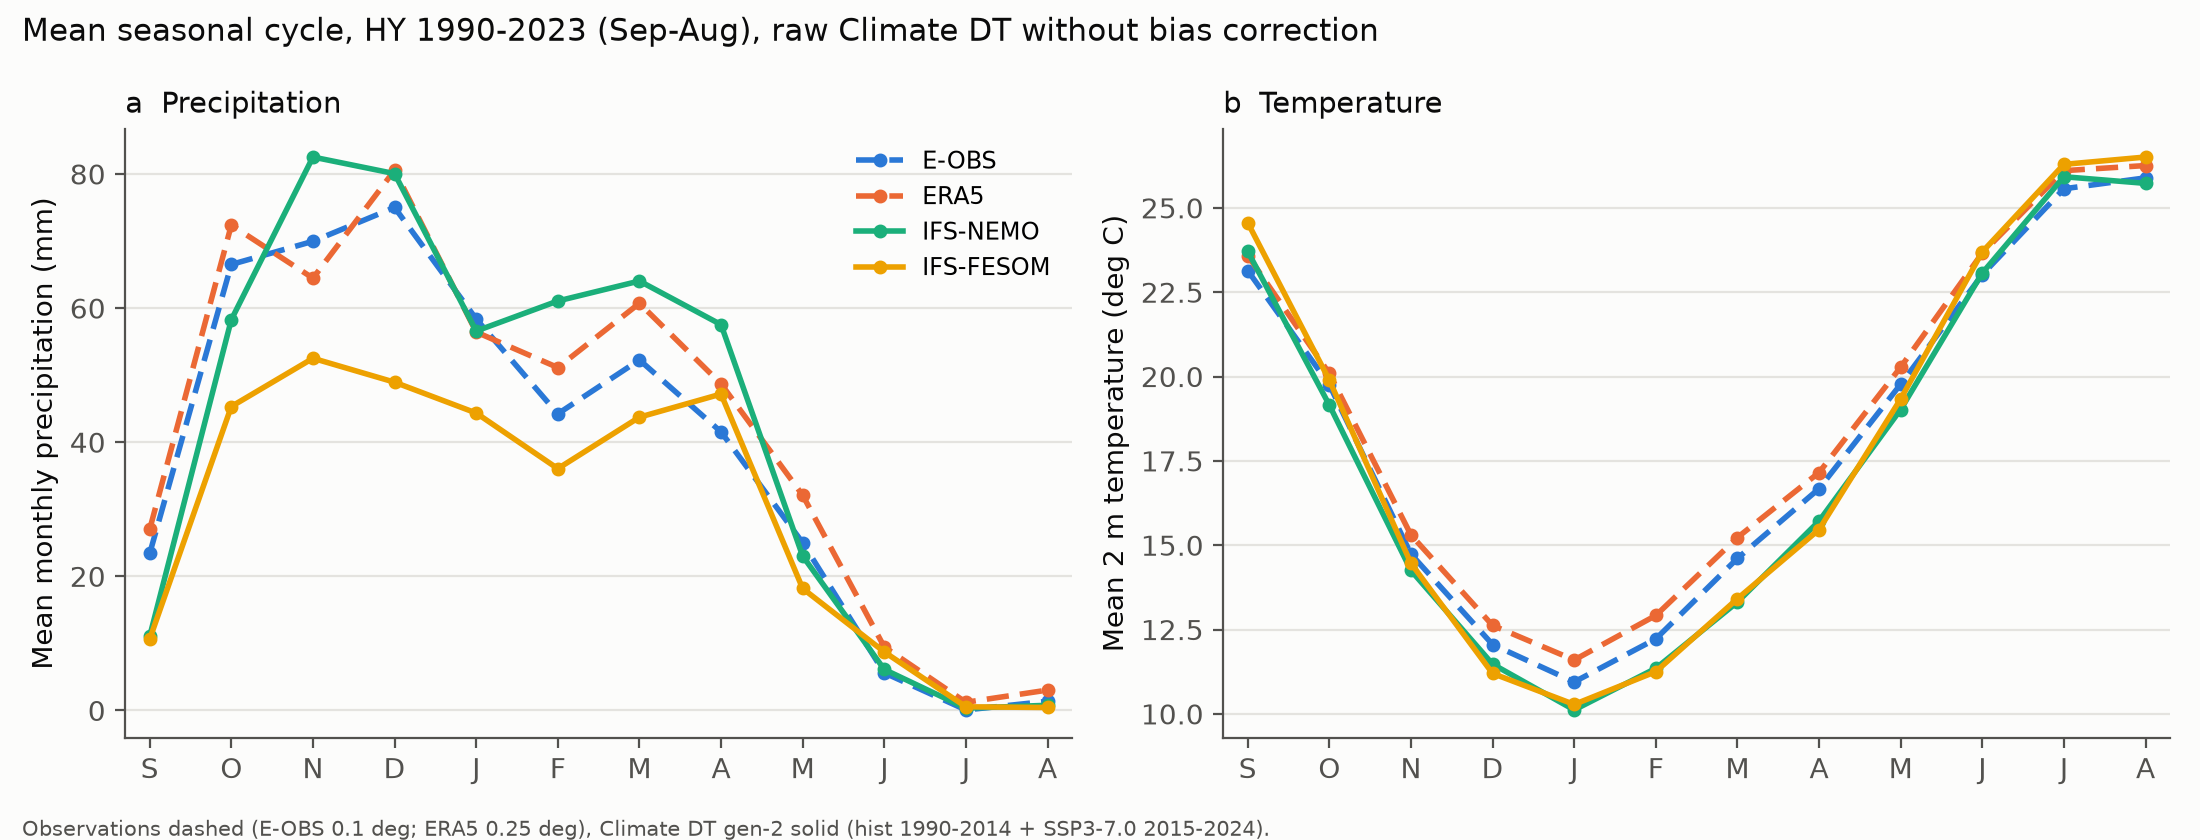 Mean seasonal cycle, HY 1990-2023 (Sep-Aug), raw Climate DT without bias correction
a Precipitation
Mean monthly precipitation (mm)
80
60
40
20
0
S O N D J F M A M J J A
E-OBS
ERA5
IFS-NEMO
IFS-FESOM
b Temperature
Mean 2 m temperature (deg C)
25.0
22.5
20.0
17.5
15.0
12.5
10.0
S O N D J F M A M J J A
Observations dashed (E-OBS 0.1 deg; ERA5 0.25 deg), Climate DT gen-2 solid (hist 1990-2014 + SSP3-7.0 2015-2024).